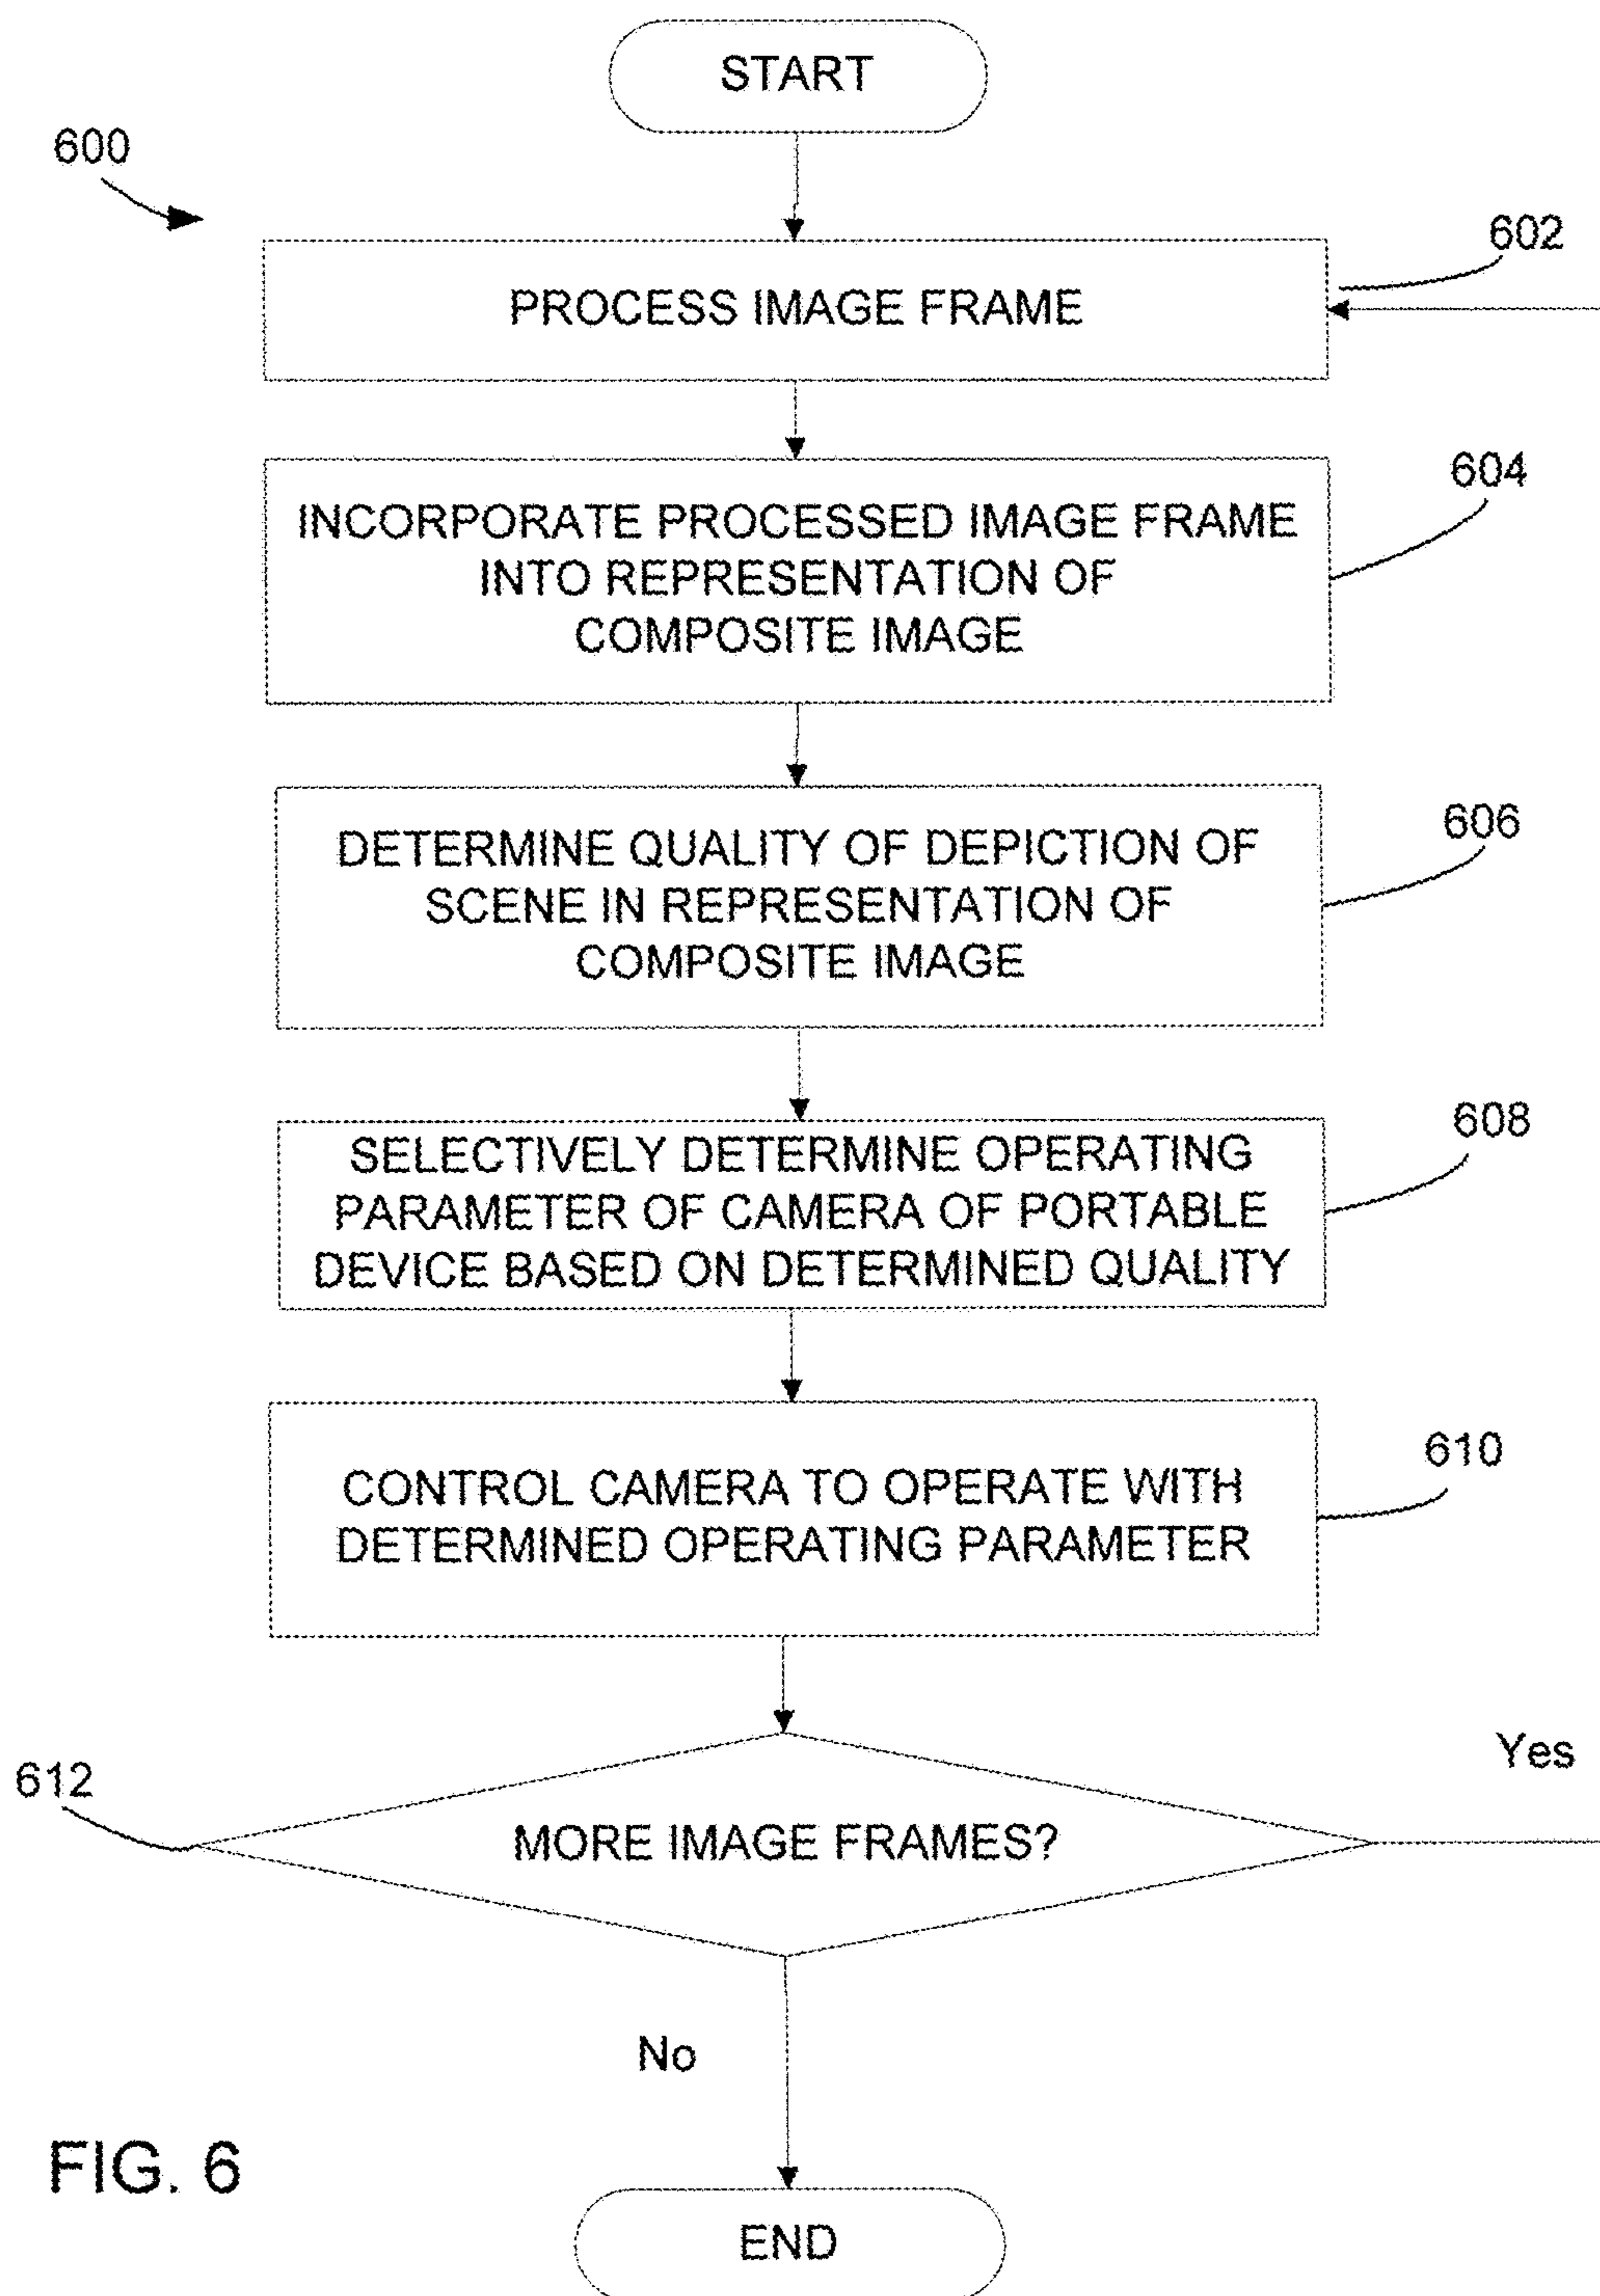 START
600
602
PROCESS IMAGE FRAME
604
INCORPORATE PROCESSED IMAGE FRAME
INTO REPRESENTATION OF
COMPOSITE IMAGE
606
DETERMINE QUALITY OF DEPICTION OF
SCENE IN REPRESENTATION OF
COMPOSITE IMAGE
608
SELECTIVELY DETERMINE OPERATING
PARAMETER OF CAMERA OF PORTABLE
DEVICE BASED ON DETERMINED QUALITY
610
CONTROL CAMERA TO OPERATE WITH
DETERMINED OPERATING PARAMETER
Yes
612
MORE IMAGE FRAMES?
No
FIG. 6
END